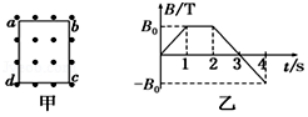 a b
d c
甲
B/T
B₀
-B₀
1 2 3 4 t/s
乙